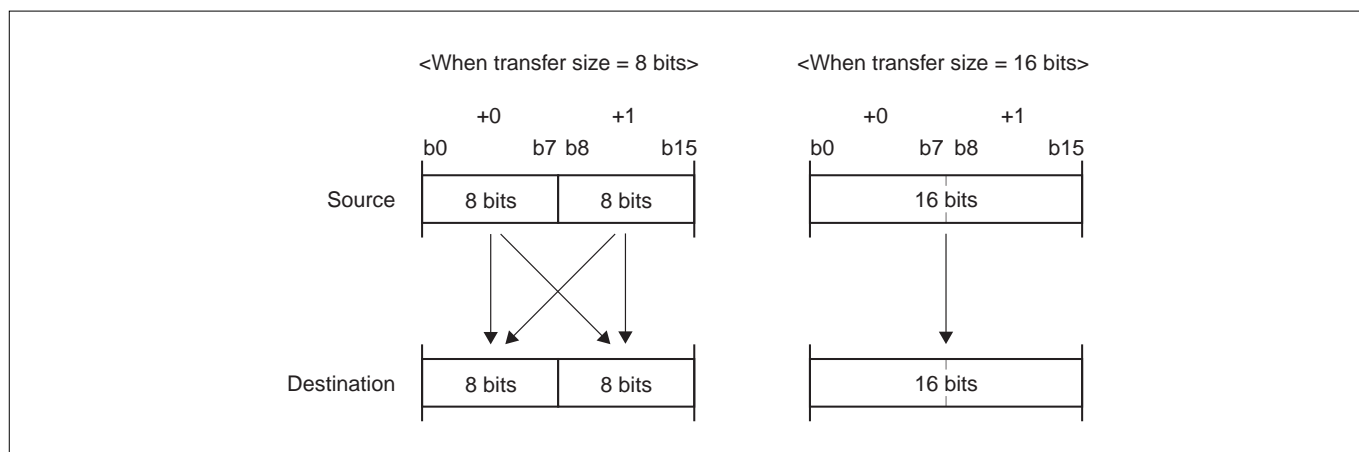 <When transfer size = 8 bits> <When transfer size = 16 bits>
+0 +1 +0 +1
b0 b7 b8 b15 b0 b7 b8 b15
Source 8 bits 8 bits 16 bits
Destination 8 bits 8 bits 16 bits